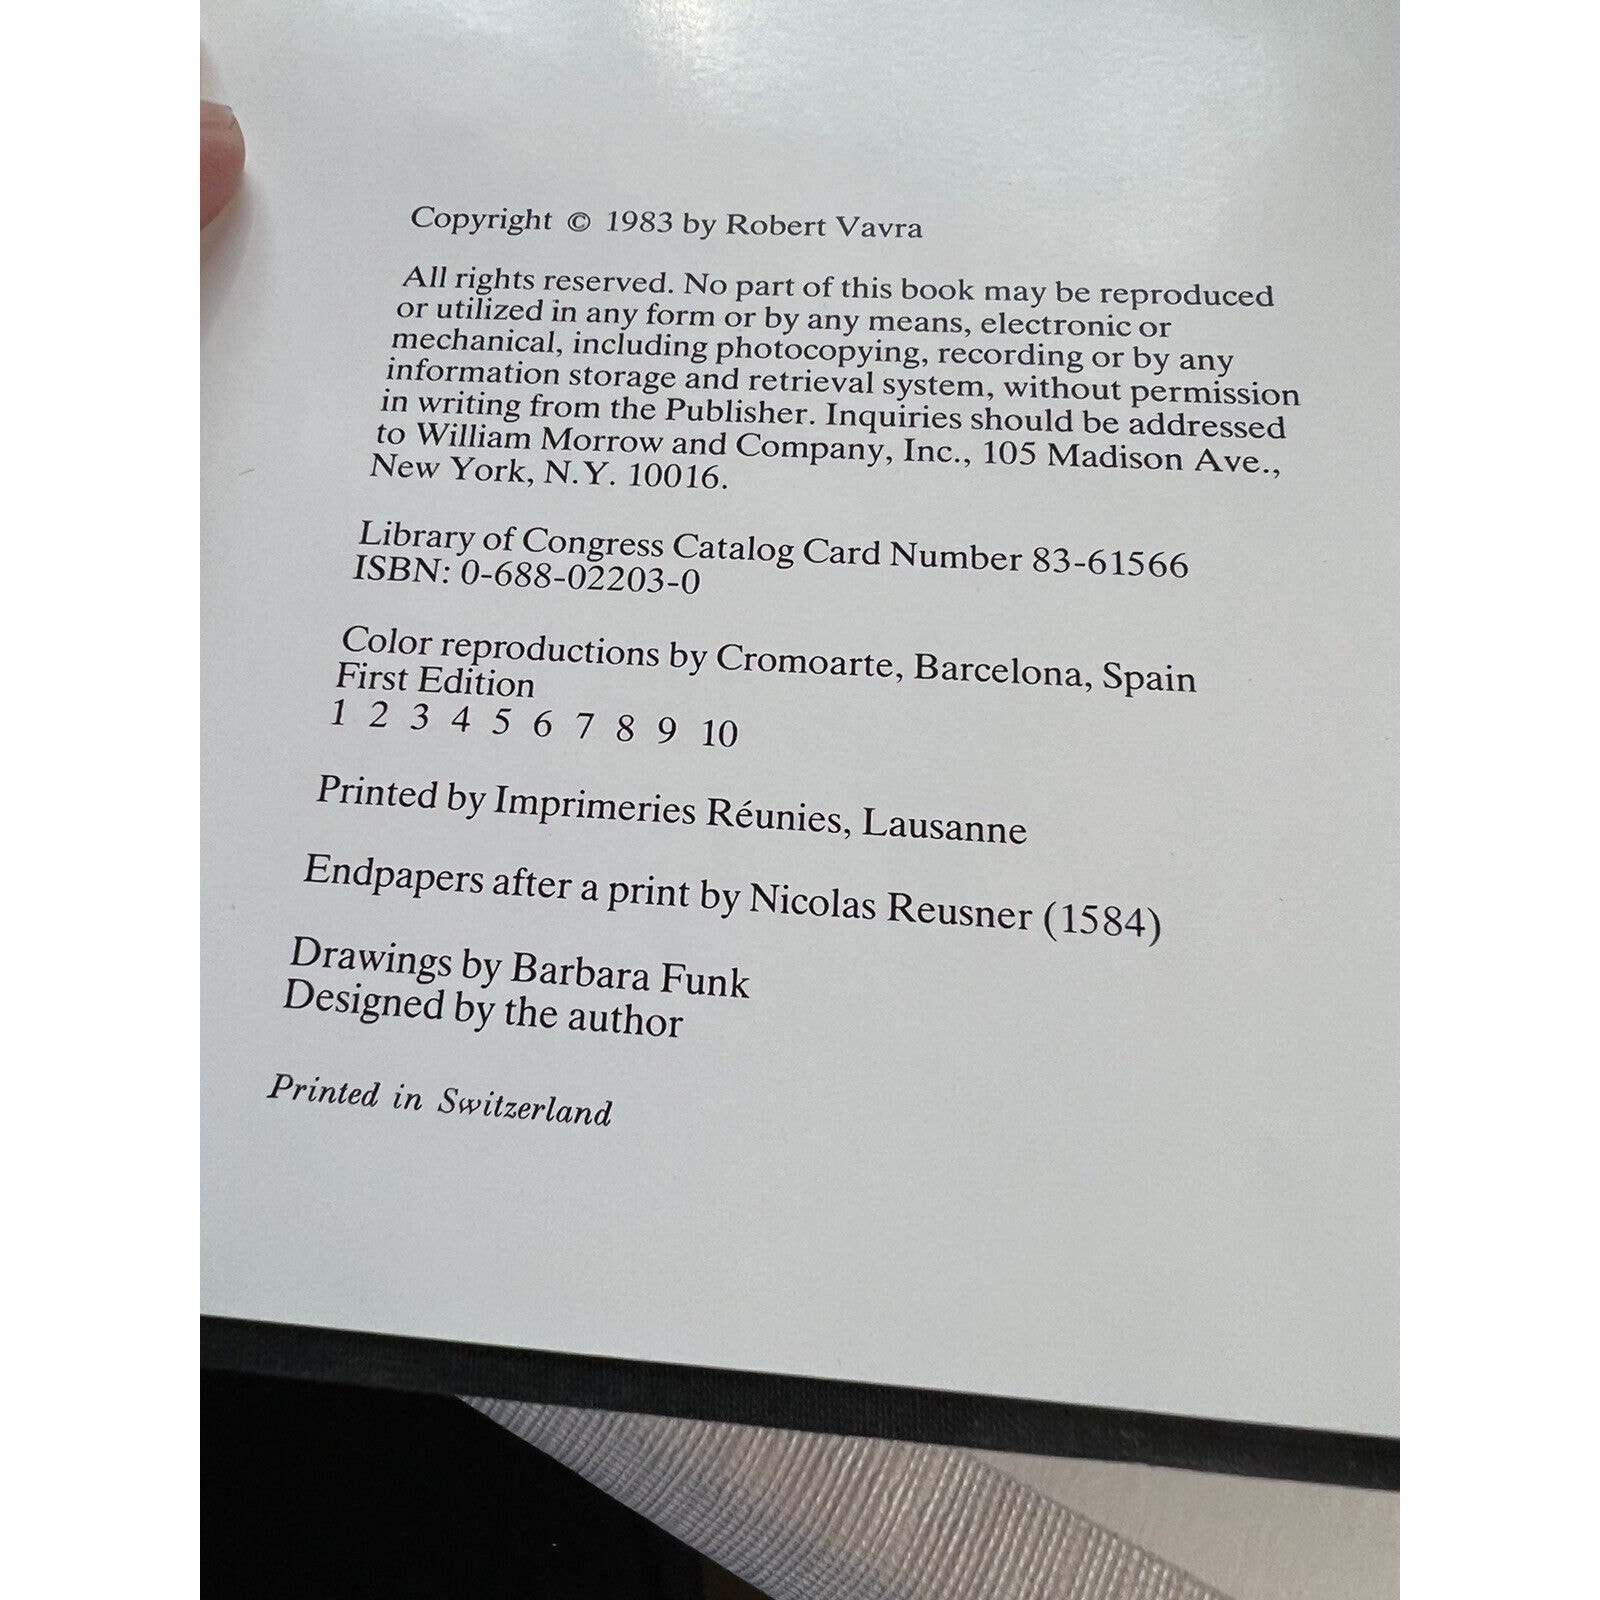 Copyright © 1983 by Robert Vavra
All rights reserved. No part of this book may be reproduced
or utilized in any form or by any means, electronic or
mechanical, including photocopying, recording or by any
information storage and retrieval system, without permission
in writing from the Publisher. Inquiries should be addressed
to William Morrow and Company, Inc., 105 Madison Ave.,
New York, N.Y. 10016.
Library of Congress Catalog Card Number 83-61566
ISBN: 0-688-02203-0
Color reproductions by Cromoarte, Barcelona, Spain
First Edition
1 2 3 4 5 6 7 8 9 10
Printed by Imprimeries Réunies, Lausanne
Endpapers after a print by Nicolas Reusner (1584)
Drawings by Barbara Funk
Designed by the author
Printed in Switzerland